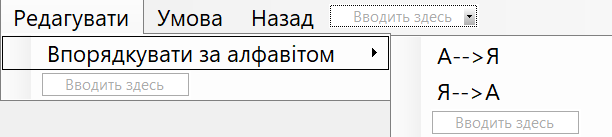 Редагувати Умова Назад Вводить здесь
Впорядкувати за алфавітом
А-->Я
Вводить здесь
Я-->А
Вводить здесь